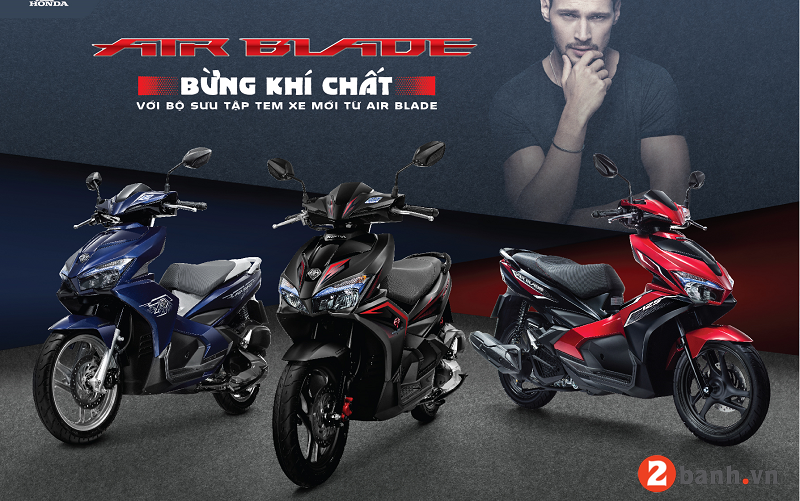 HONDA
AIR BLADE
BỪNG KHÍ CHẤT
VỚI BỘ SƯU TẬP TEM XE MỚI TỪ AIR BLADE
2banh.vn